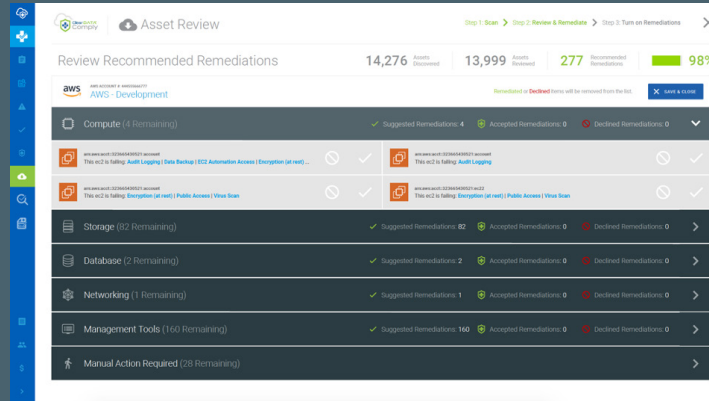 Comply
Asset Review
Step 1: Scan
Step 2: Review & Remediate
Step 3: Turn on Remediations
Review Recommended Remediations
14,276 Assets Discovered
13,999 Assets Reviewed
277 Recommended Remediations
98%
aws
AWS - Development
Remediated or Declined items will be removed from the list.
SAVE & CLOSE
Compute (4 Remaining)
Suggested Remediations: 4
Accepted Remediations: 0
Declined Remediations: 0
This ec2 is failing: Audit Logging | Data Backup | EC2 Automation Access | Encryption (at rest) ...
This ec2 is failing: Audit Logging
This ec2 is failing: Encryption (at rest) | Public Access | Virus Scan
This ec2 is failing: Encryption (at rest) | Public Access | Virus Scan
Storage (82 Remaining)
Suggested Remediations: 82
Accepted Remediations: 0
Declined Remediations: 0
Database (2 Remaining)
Suggested Remediations: 2
Accepted Remediations: 0
Declined Remediations: 0
Networking (1 Remaining)
Suggested Remediations: 1
Accepted Remediations: 0
Declined Remediations: 0
Management Tools (160 Remaining)
Suggested Remediations: 160
Accepted Remediations: 0
Declined Remediations: 0
Manual Action Required (28 Remaining)